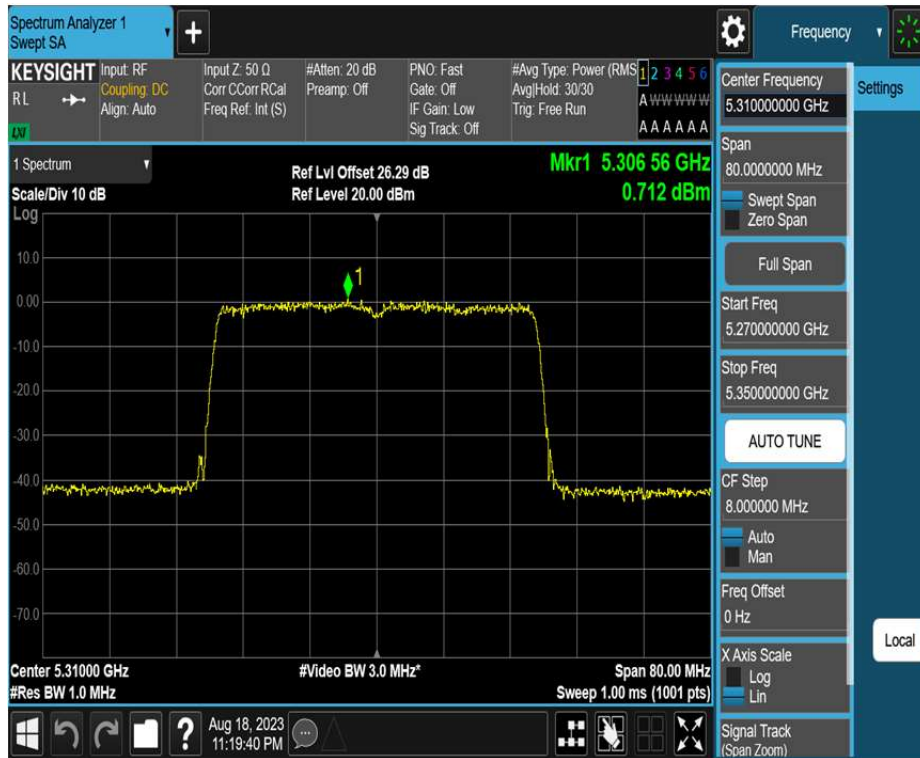 Spectrum Analyzer 1
Swept SA
+
Frequency
KEYSIGHT
RL
LXI
Input: RF
Coupling: DC
Align: Auto
Input Z: 50 Ω
Corr CCorr RCal
Freq Ref: Int (S)
#Atten: 20 dB
Preamp: Off
PNO: Fast
Gate: Off
IF Gain: Low
Sig Track: Off
#Avg Type: Power (RMS
Avg|Hold: 30/30
Trig: Free Run
1 2 3 4 5 6
A W W W W W
A A A A A A
1 Spectrum
Scale/Div 10 dB
Log
Ref Lvl Offset 26.29 dB
Ref Level 20.00 dBm
Mkr1 5.306 56 GHz
0.712 dBm
1
10.0
0.00
-10.0
-20.0
-30.0
-40.0
-50.0
-60.0
-70.0
Center 5.31000 GHz
#Res BW 1.0 MHz
#Video BW 3.0 MHz*
Span 80.00 MHz
Sweep 1.00 ms (1001 pts)
?
Aug 18, 2023
11:19:40 PM
Center Frequency
5.310000000 GHz
Span
80.0000000 MHz
Swept Span
Zero Span
Full Span
Start Freq
5.270000000 GHz
Stop Freq
5.350000000 GHz
AUTO TUNE
CF Step
8.000000 MHz
Auto
Man
Freq Offset
0 Hz
X Axis Scale
Log
Lin
Signal Track
(Span Zoom)
Settings
Local